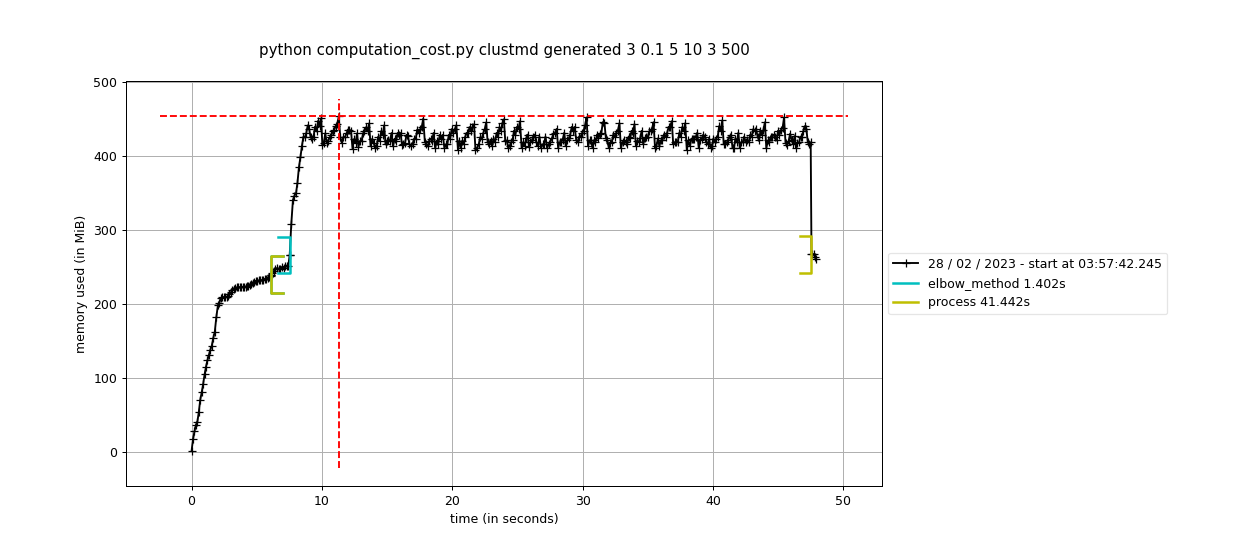 python computation_cost.py clustmd generated 3 0.1 5 10 3 500
500
400
300
200
100
0
memory used (in MiB)
0 10 20 30 40 50
time (in seconds)
28 / 02 / 2023 - start at 03:57:42.245
elbow_method 1.402s
process 41.442s